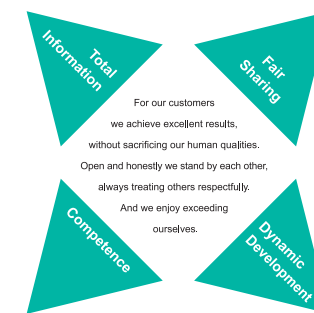 Total
Information
Fair
Sharing
For our customers
we achieve excellent results,
without sacrificing our human qualities.
Open and honestly we stand by each other,
always treating others respectfully.
And we enjoy exceeding
ourselves.
Competence
Dynamic
Development